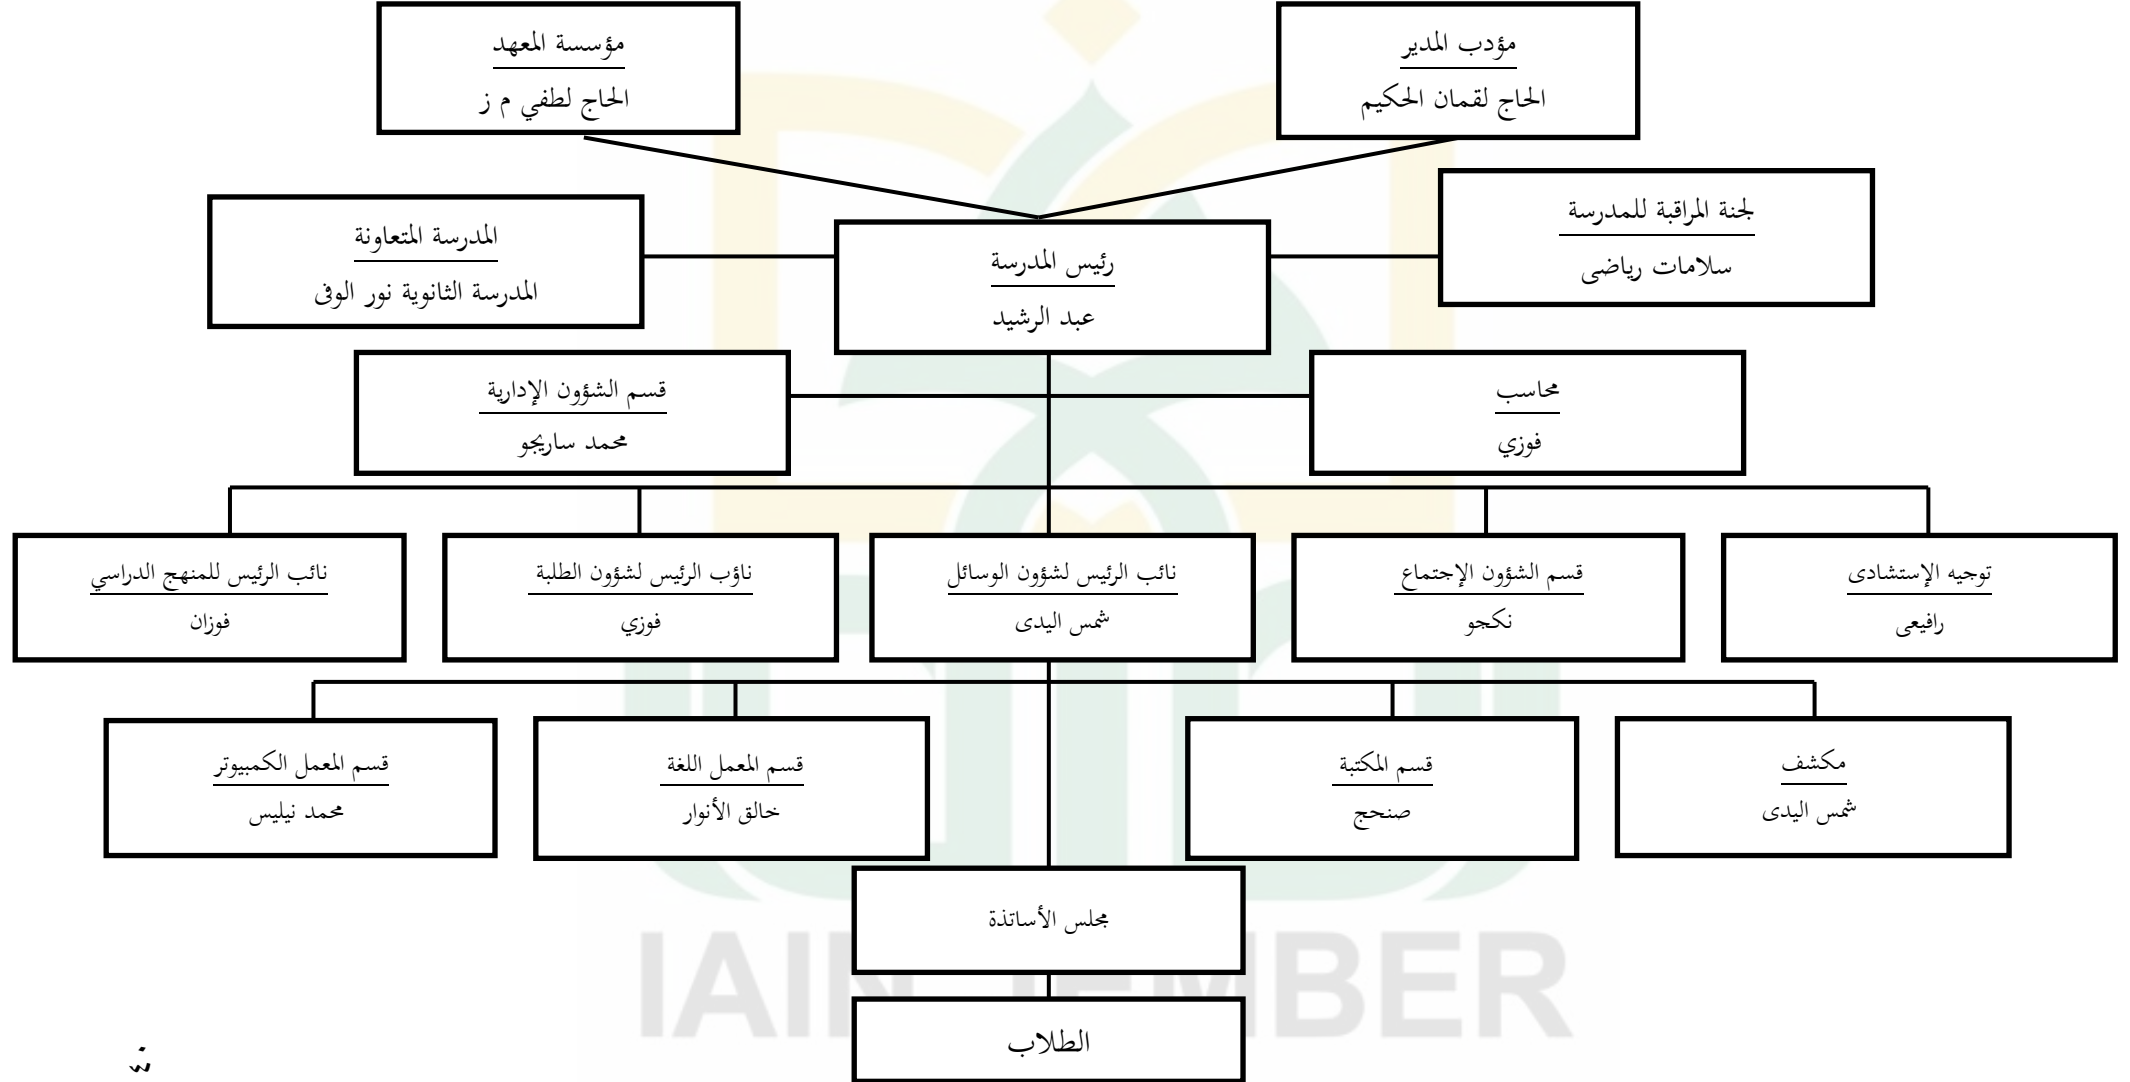 مؤدب المدير
الحاج لقمان الحكيم
مؤسسة المعهد
الحاج لطفي م ز
لجنة المراقبة للمدرسة
سلامات رياضى
رئيس المدرسة
عبد الرشيد
المدرسة المتعاونة
المدرسة الثانوية نور الوفى
محاسب
فوزي
قسم الشؤون الإدارية
محمد ساريجو
توجيه الإستشادى
رافيعى
قسم الشؤون الإجتماع
نكجو
نائب الرئيس لشؤون الوسائل
شمس اليدى
ناؤب الرئيس لشؤون الطلبة
فوزي
نائب الرئيس للمنهج الدراسي
فوزان
مكشف
شمس اليدى
قسم المكتبة
صنحج
قسم المعمل اللغة
خالق الأنوار
قسم المعمل الكمبيوتر
محمد نيليس
مجلس الأساتذة
الطلاب
IAIN JEMBER